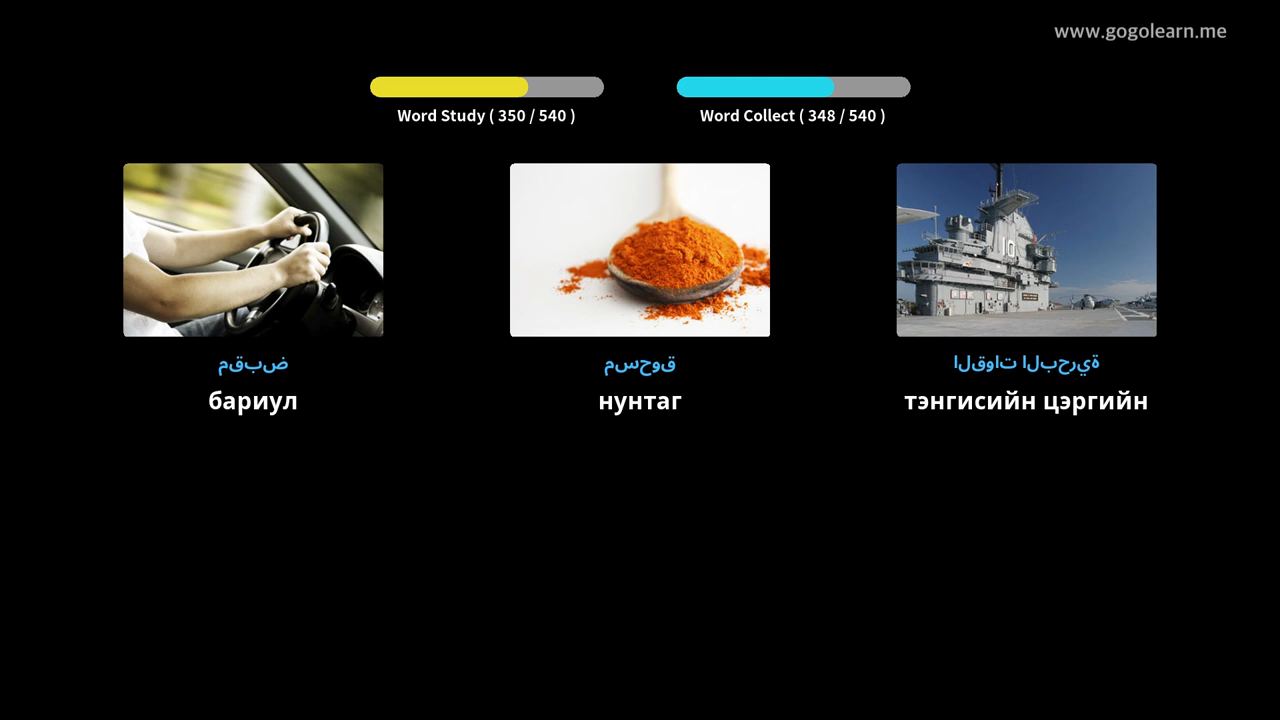 www.gogolearn.me
Word Study ( 350 / 540 )
Word Collect ( 348 / 540 )
10
مقبض
مسحوق
القوات البحرية
бариул
нунтаг
тэнгисийн цэргийн